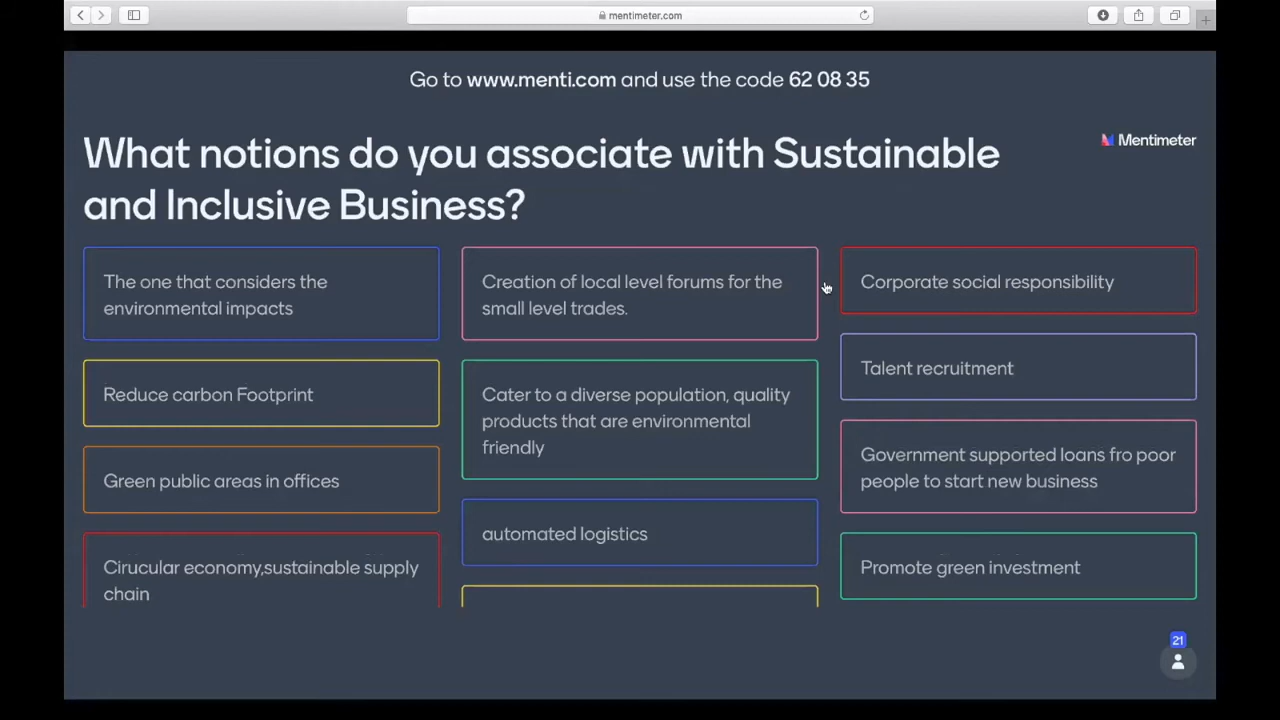 mentimeter.com
Go to www.menti.com and use the code 62 08 35
What notions do you associate with Sustainable
and Inclusive Business?
Mentimeter
The one that considers the
environmental impacts
Reduce carbon Footprint
Green public areas in offices
Cirucular economy,sustainable supply
chain
Creation of local level forums for the
small level trades.
Cater to a diverse population, quality
products that are environmental
friendly
automated logistics
Corporate social responsibility
Talent recruitment
Government supported loans fro poor
people to start new business
Promote green investment
21